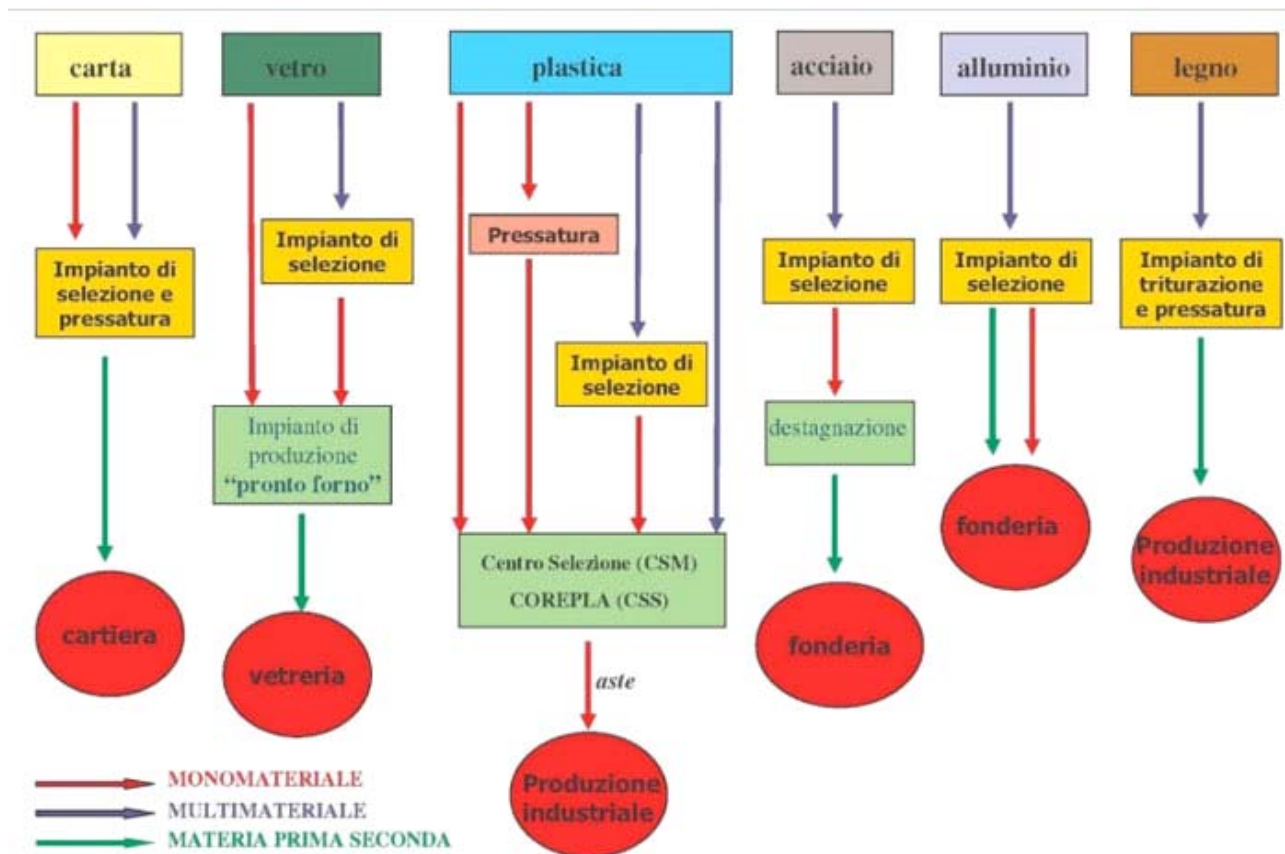 carta
vetro
plastica
acciaio
alluminio
legno
Impianto di
selezione e
pressatura
cartiera
Impianto di
selezione
Impianto di
produzione
“pronto forno”
vetreria
Pressatura
Impianto di
selezione
Centro Selezione (CSM)
COREPLA (CSS)
aste
Produzione
industriale
Impianto di
selezione
destagnazione
fonderia
Impianto di
selezione
fonderia
Impianto di
triturazione
e pressatura
Produzione
industriale
MONOMATERIALE
MULTIMATERIALE
MATERIA PRIMA SECONDA